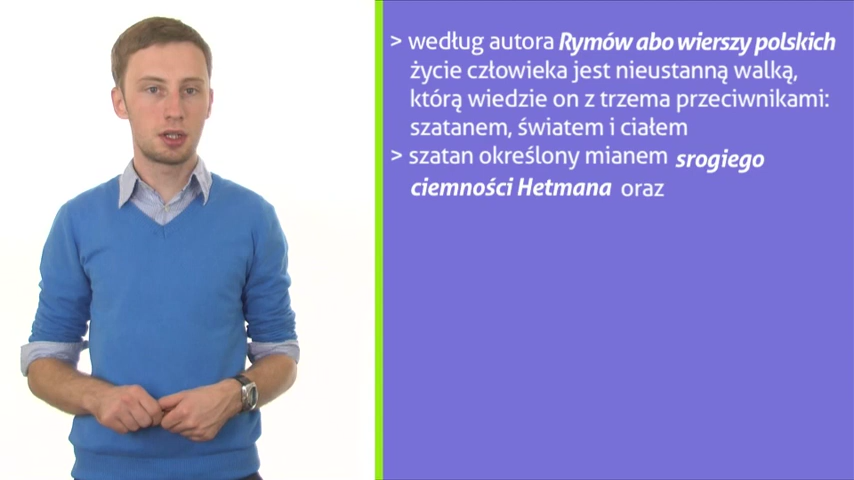 > według autora Rymów abo wierszy polskich
życie człowieka jest nieustanną walką,
którą wiedzie on z trzema przeciwnikami:
szatanem, światem i ciałem
> szatan określony mianem srogiego
ciemności Hetmana oraz